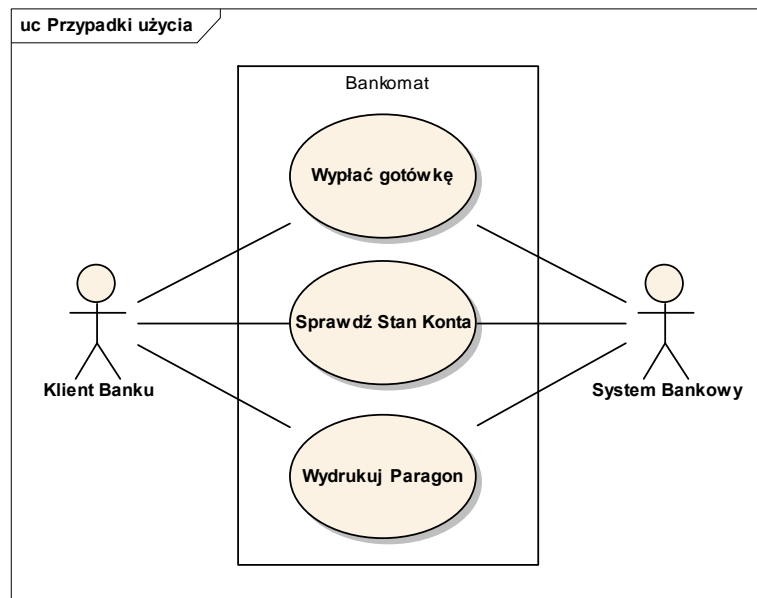 uc Przypadki użycia
Bankomat
Wypłać gotówkę
Sprawdź Stan Konta
Klient Banku
System Bankowy
Wydrukuj Paragon